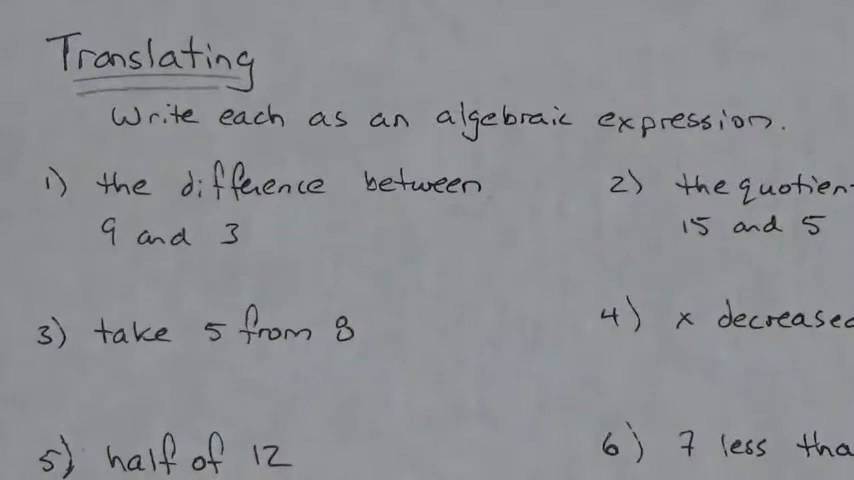 Translating
Write each as an algebraic expression.
1) the difference between
9 and 3
2) the quotien
15 and 5
3) take 5 from 8
4) x decreased
5) half of 12
6) 7 less tha